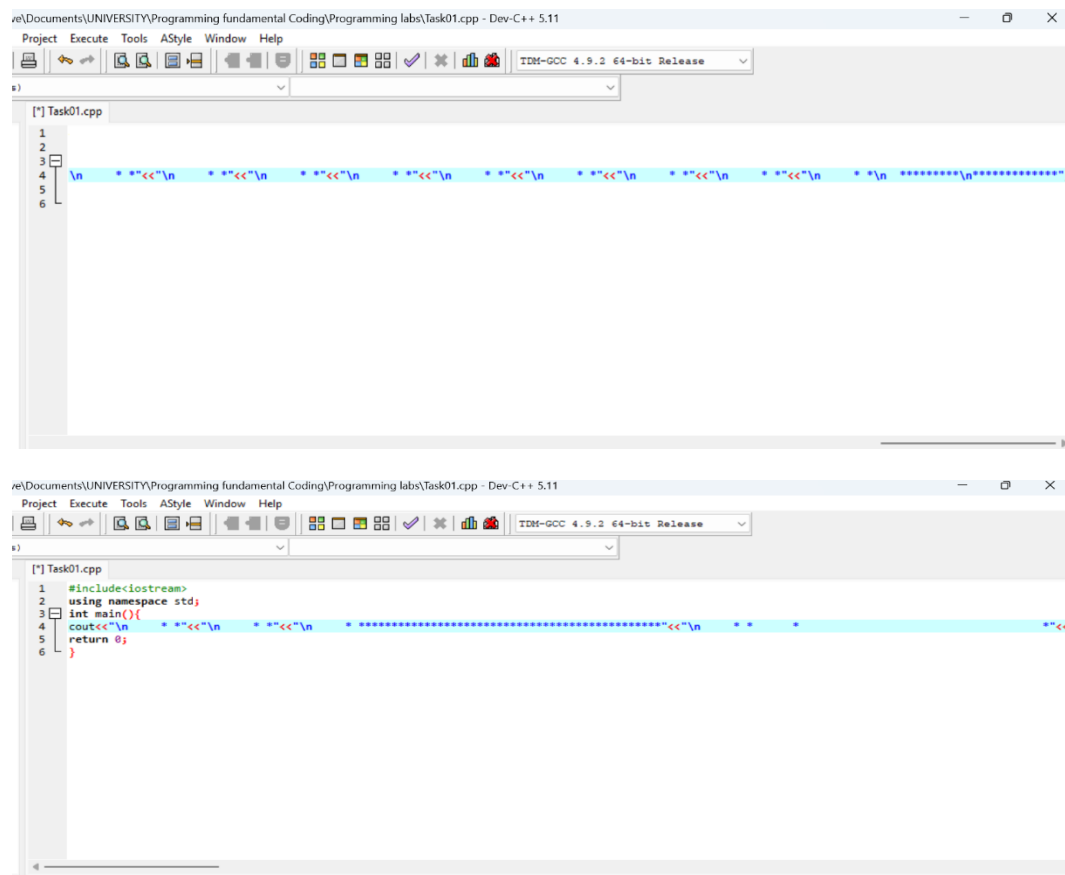 ve\Documents\UNIVERSITY\Programming fundamental Coding\Programming labs\Task01.cpp - Dev-C++ 5.11
Project Execute Tools AStyle Window Help
TDM-GCC 4.9.2 64-bit Release
s)
[*] Task01.cpp
1
2
3
4 \n     * *"<<"\n     * *"<<"\n     * *"<<"\n     * *"<<"\n     * *"<<"\n     * *"<<"\n     * *"<<"\n     * *"<<"\n     * *\n  *********\n*************"
5
6
ve\Documents\UNIVERSITY\Programming fundamental Coding\Programming labs\Task01.cpp - Dev-C++ 5.11
Project Execute Tools AStyle Window Help
TDM-GCC 4.9.2 64-bit Release
s)
[*] Task01.cpp
1 #include<iostream>
2 using namespace std;
3 int main(){
4 cout<<"\n     * *"<<"\n     * *"<<"\n     * **********************************************"<<"\n     * *      *                                     *"<<
5 return 0;
6 }